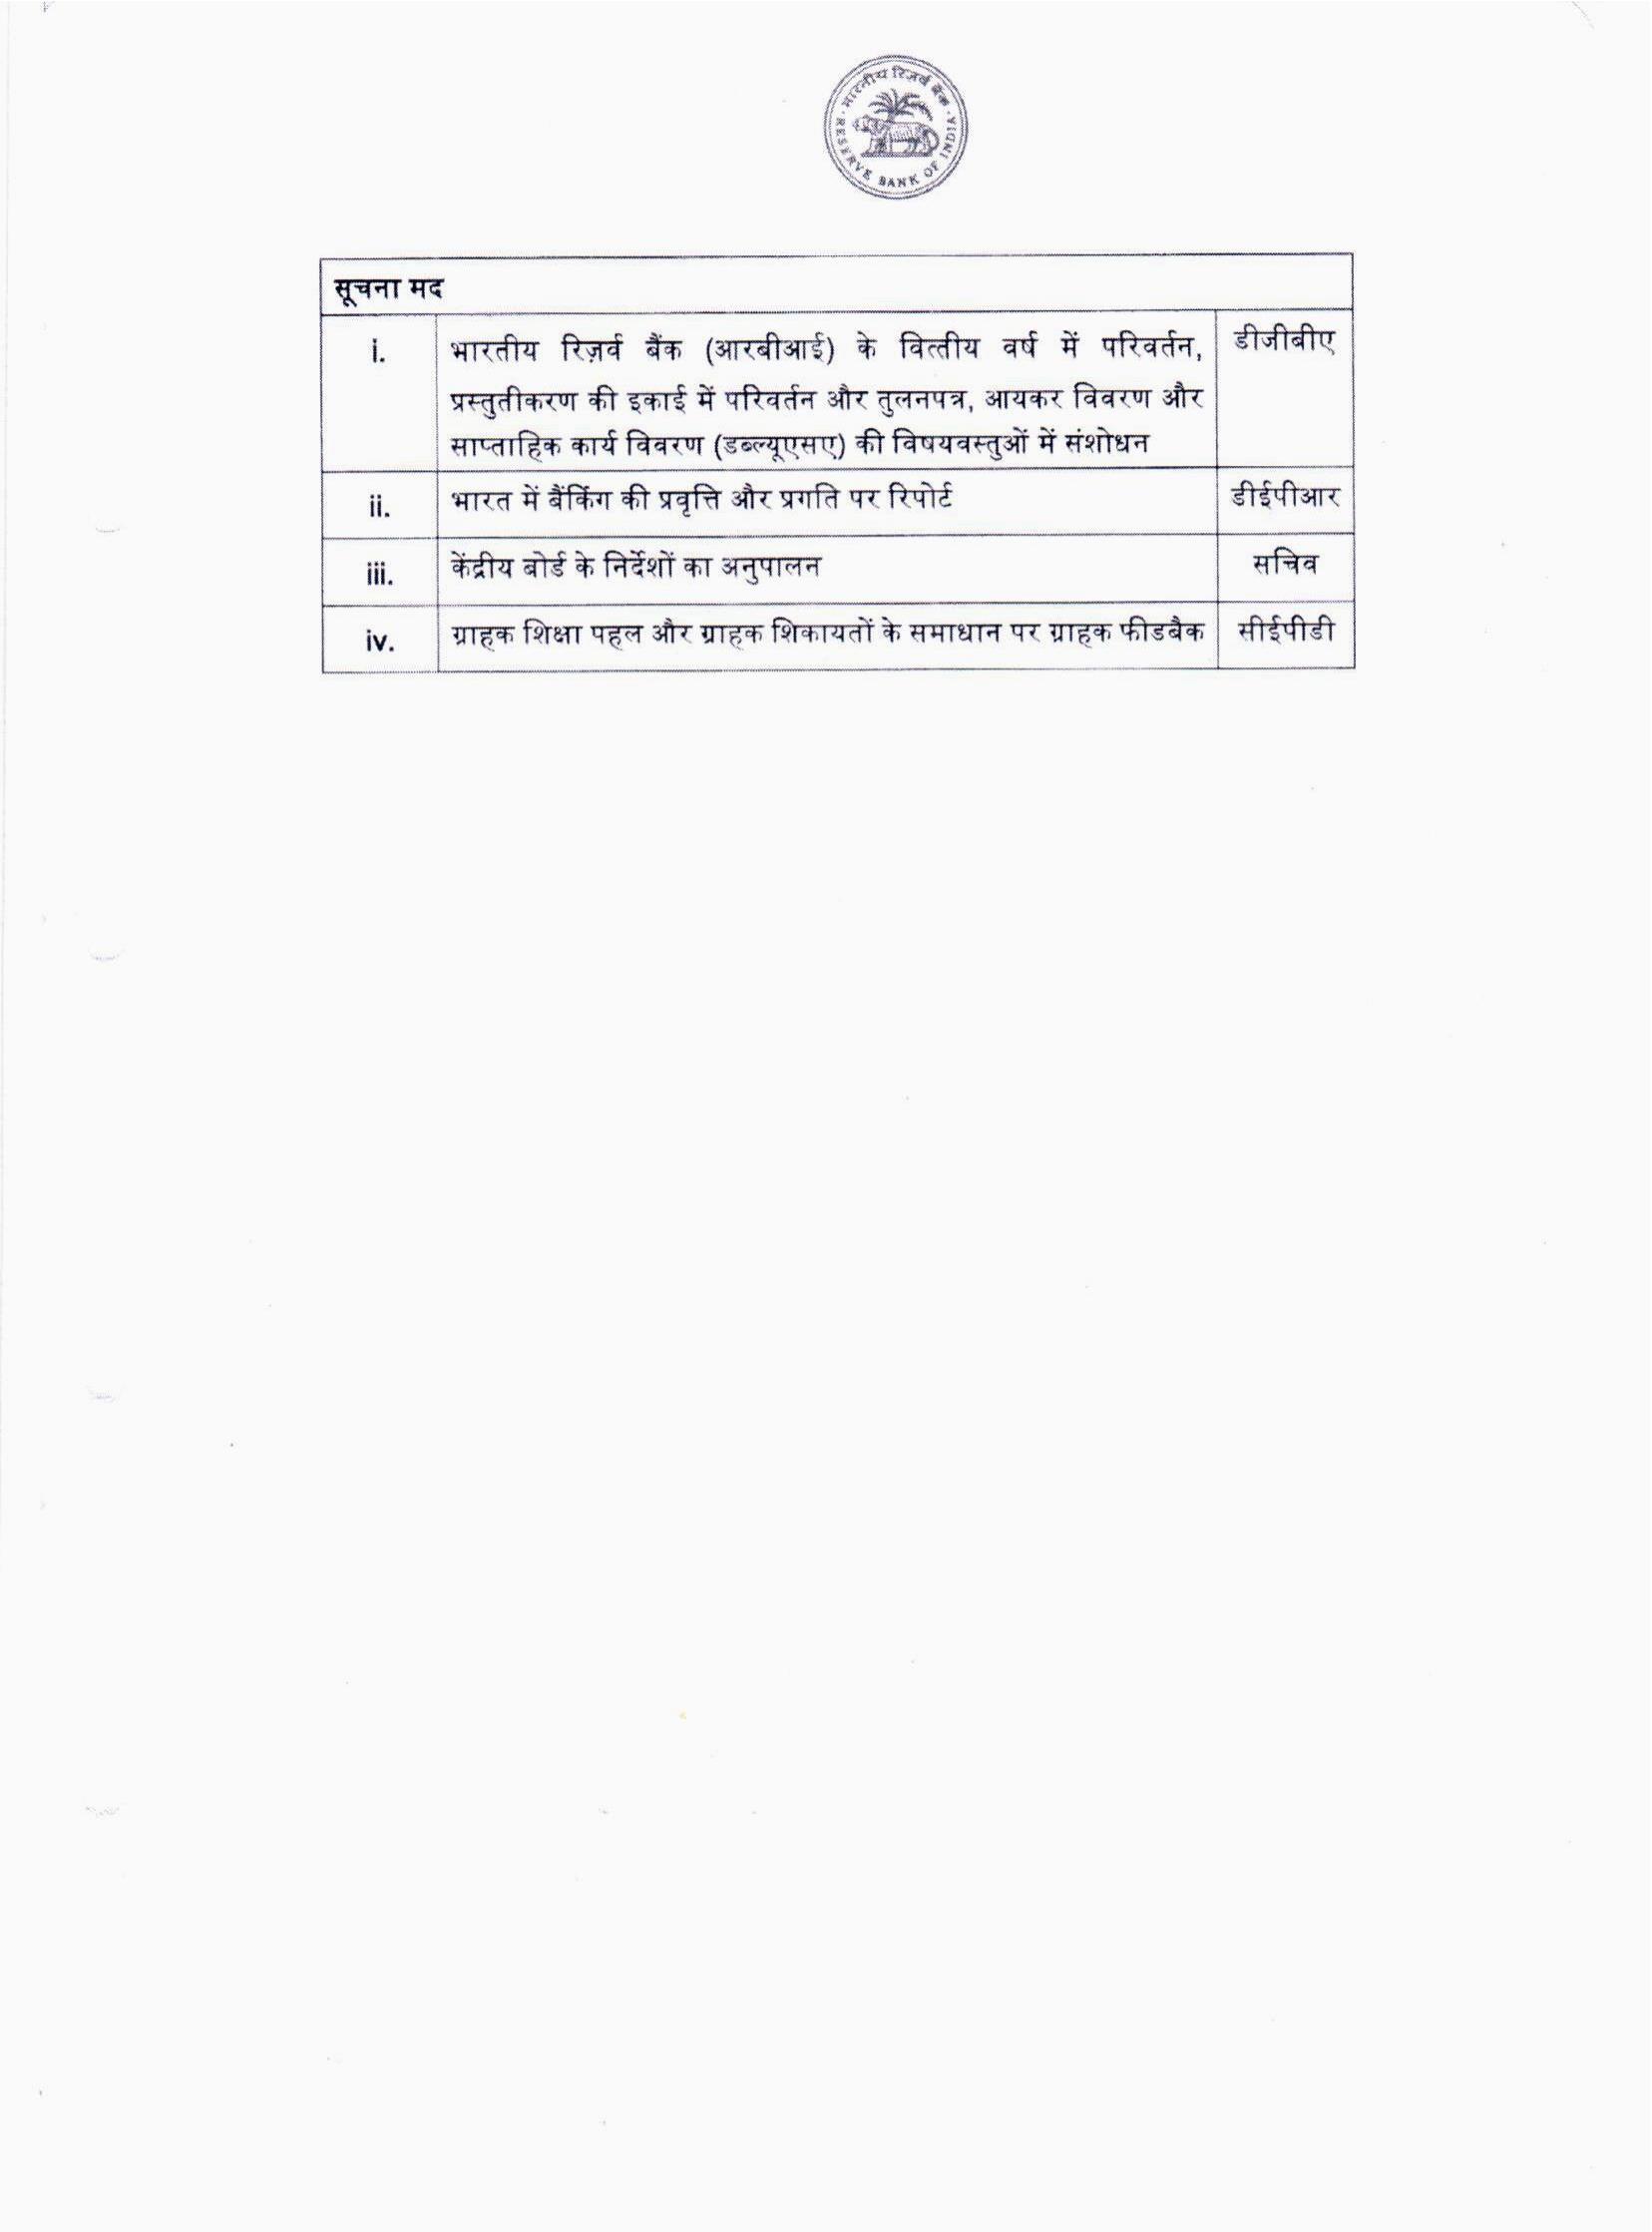 भारतीय रिज़र्व बैंक
RESERVE BANK OF INDIA
सूचना मद
i. भारतीय रिज़र्व बैंक (आरबीआई) के वित्तीय वर्ष में परिवर्तन, डीजीबीए
प्रस्तुतीकरण की इकाई में परिवर्तन और तुलनपत्र, आयकर विवरण और
साप्ताहिक कार्य विवरण (डब्ल्यूएसए) की विषयवस्तुओं में संशोधन
ii. भारत में बैंकिंग की प्रवृत्ति और प्रगति पर रिपोर्ट डीईपीआर
iii. केंद्रीय बोर्ड के निर्देशों का अनुपालन सचिव
iv. ग्राहक शिक्षा पहल और ग्राहक शिकायतों के समाधान पर ग्राहक फीडबैक सीईपीडी